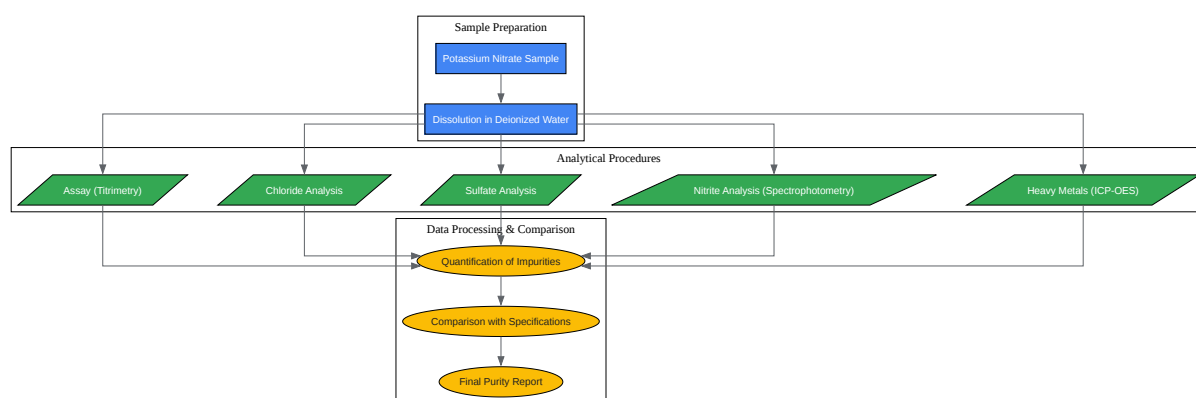 Sample Preparation
Potassium Nitrate Sample
Dissolution in Deionized Water
Analytical Procedures
Assay (Titrimetry)
Chloride Analysis
Sulfate Analysis
Nitrite Analysis (Spectrophotometry)
Heavy Metals (ICP-OES)
Data Processing & Comparison
Quantification of Impurities
Comparison with Specifications
Final Purity Report